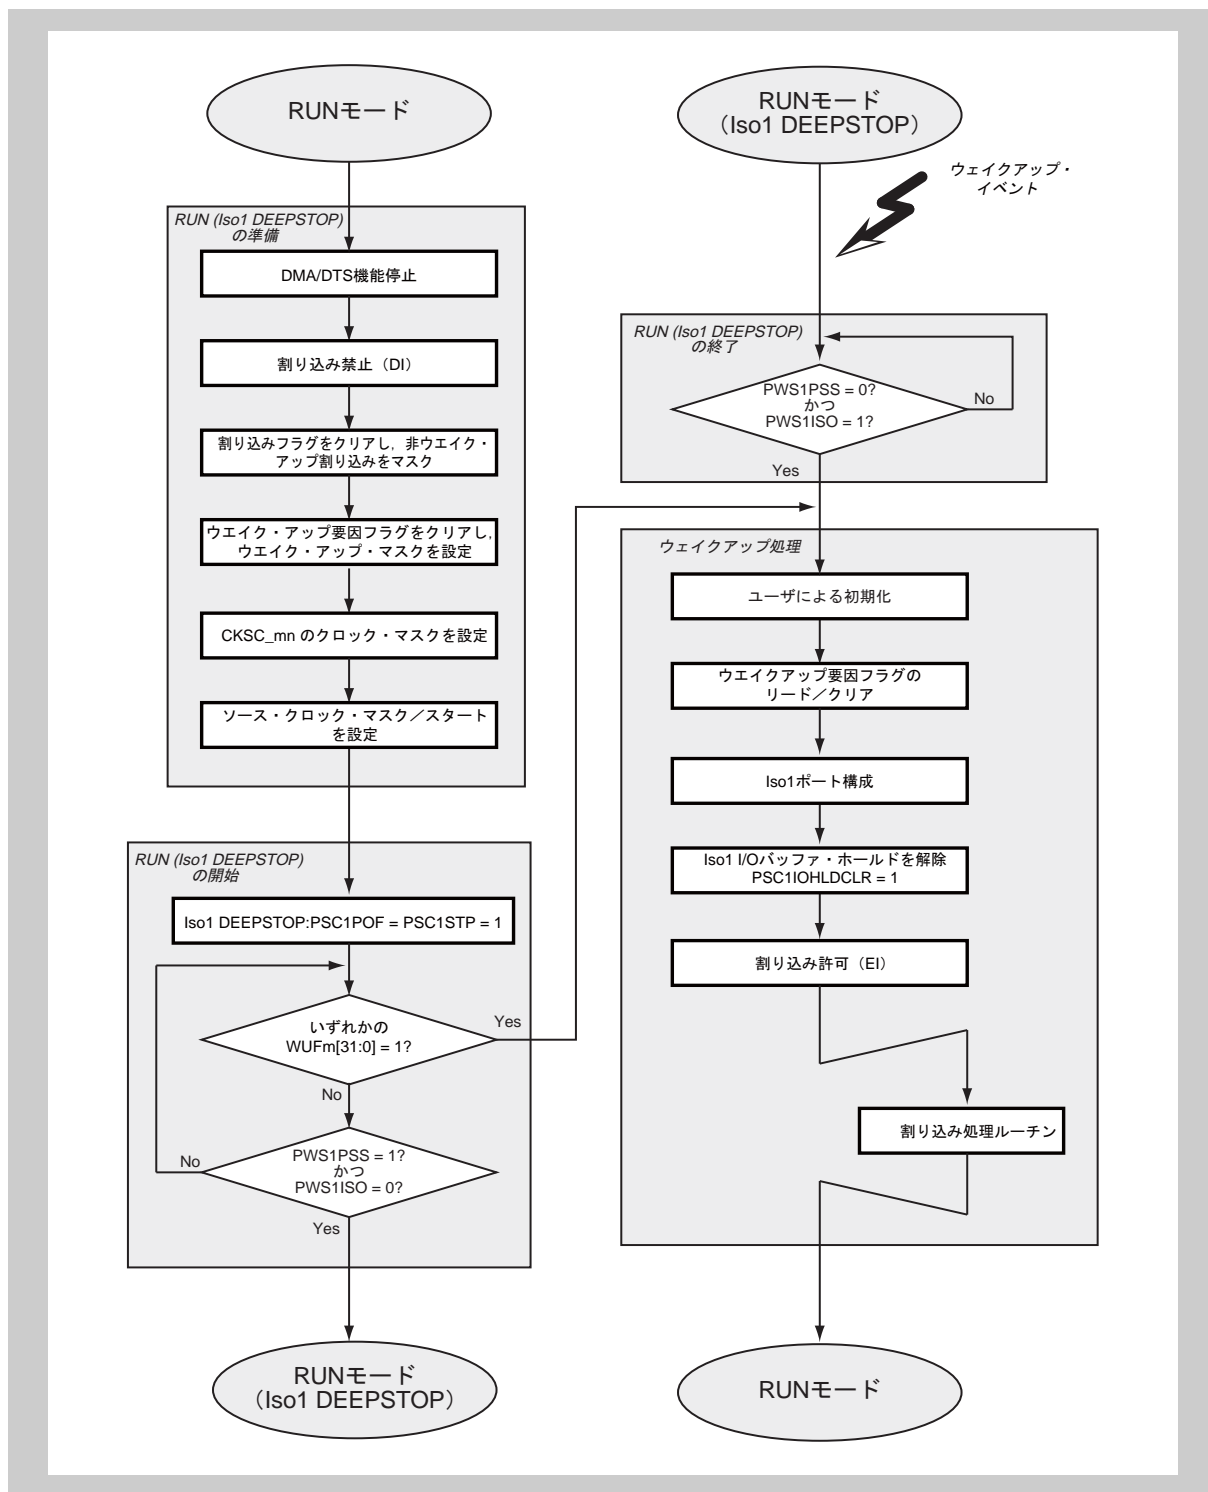 RUNモード
RUN (Iso1 DEEPSTOP)
の準備
DMA/DTS機能停止
割り込み禁止（DI）
割り込みフラグをクリアし，非ウエイク・
アップ割り込みをマスク
ウエイク・アップ要因フラグをクリアし，
ウエイク・アップ・マスクを設定
CKSC_mn のクロック・マスクを設定
ソース・クロック・マスク／スタート
を設定
RUN (Iso1 DEEPSTOP)
の開始
Iso1 DEEPSTOP:PSC1POF = PSC1STP = 1
いずれかの
WUFm[31:0] = 1?
Yes
No
PWS1PSS = 1?
かつ
PWS1ISO = 0?
No
Yes
RUNモード
（Iso1 DEEPSTOP）
RUNモード
（Iso1 DEEPSTOP）
ウェイクアップ・
イベント
RUN (Iso1 DEEPSTOP)
の終了
PWS1PSS = 0?
かつ
PWS1ISO = 1?
No
Yes
ウェイクアップ処理
ユーザによる初期化
ウエイクアップ要因フラグの
リード／クリア
Iso1ポート構成
Iso1 I/Oバッファ・ホールドを解除
PSC1IOHLDCLR = 1
割り込み許可（EI）
割り込み処理ルーチン
RUNモード